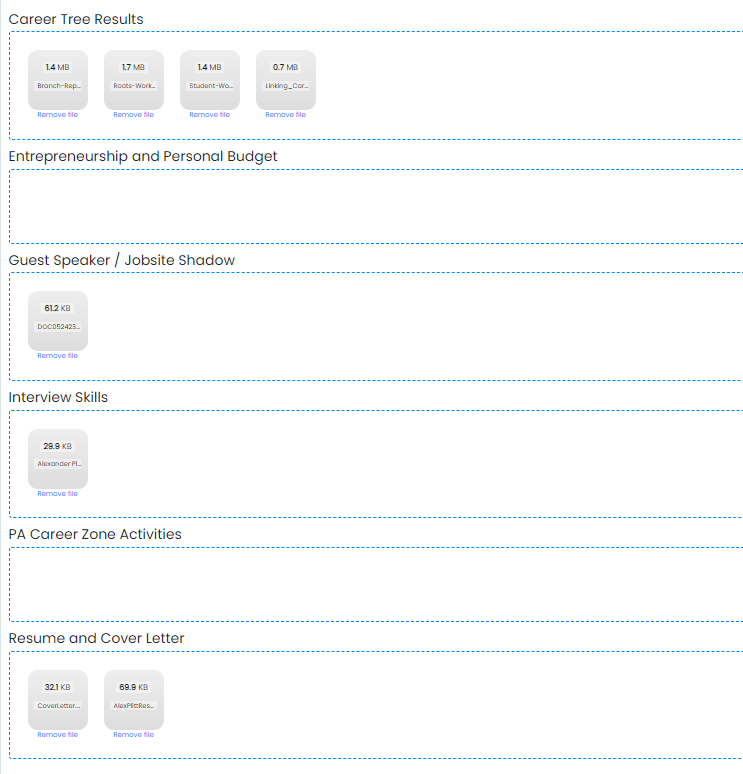 Career Tree Results
1.4 MB 1.7 MB 1.4 MB 0.7 MB
Branch-Rep... Roots-Work... Student-Wo... Linking_Car...
Remove file Remove file Remove file Remove file
Entrepreneurship and Personal Budget
Guest Speaker / Jobsite Shadow
61.2 KB
DOC052423...
Remove file
Interview Skills
29.9 KB
Alexander Pl...
Remove file
PA Career Zone Activities
Resume and Cover Letter
32.1 KB 69.9 KB
CoverLetter.... AlexPlittRes...
Remove file Remove file